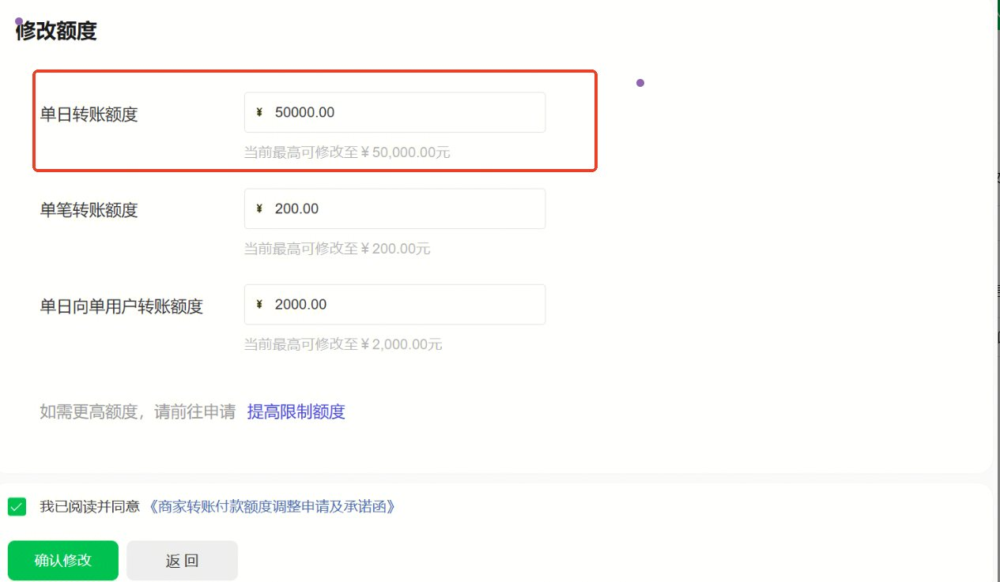 修改额度
单日转账额度
¥ 50000.00
当前最高可修改至¥50,000.00元
单笔转账额度
¥ 200.00
当前最高可修改至¥200.00元
单日向单用户转账额度
¥ 2000.00
当前最高可修改至¥2,000.00元
如需更高额度，请前往申请 提高限制额度
我已阅读并同意《商家转账付款额度调整申请及承诺函》
确认修改 返 回